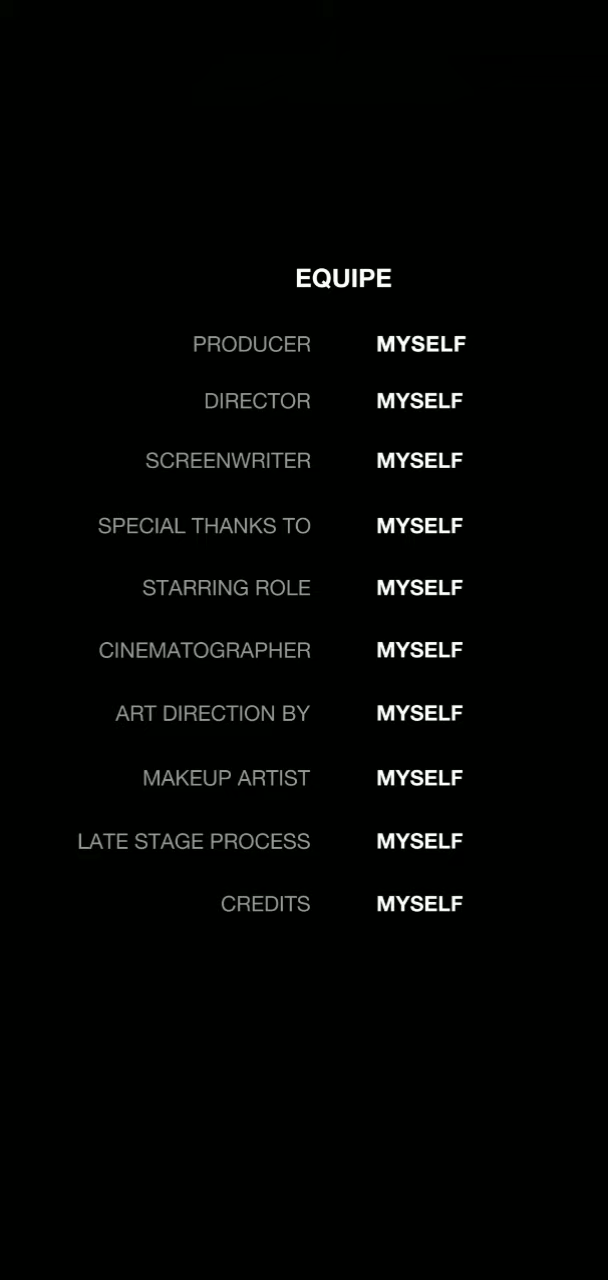 EQUIPE
PRODUCER MYSELF
DIRECTOR MYSELF
SCREENWRITER MYSELF
SPECIAL THANKS TO MYSELF
STARRING ROLE MYSELF
CINEMATOGRAPHER MYSELF
ART DIRECTION BY MYSELF
MAKEUP ARTIST MYSELF
LATE STAGE PROCESS MYSELF
CREDITS MYSELF